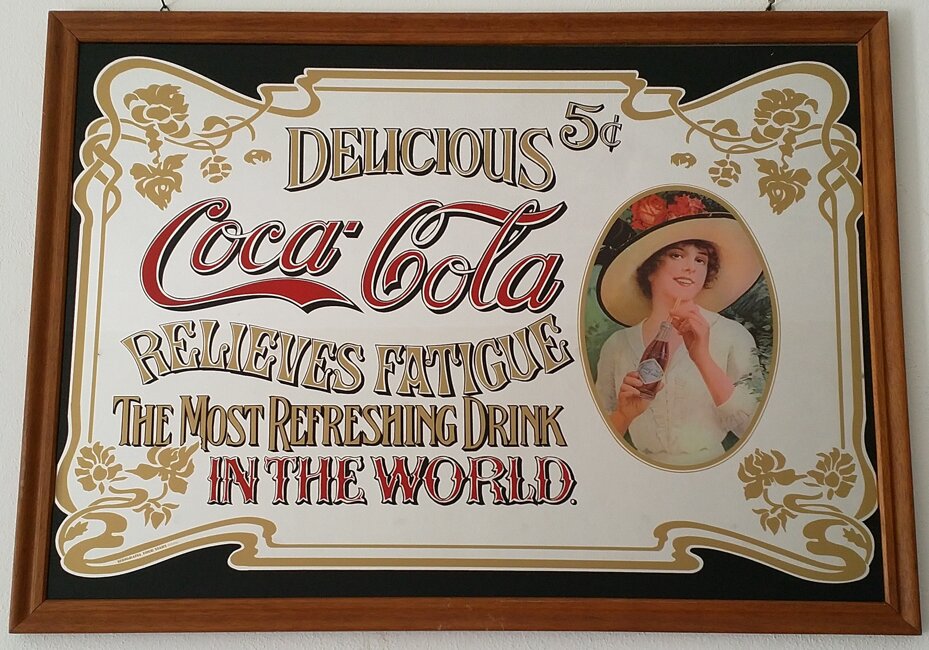 DELICIOUS 5¢
Coca-Cola
RELIEVES FATIGUE
THE MOST REFRESHING DRINK
IN THE WORLD.